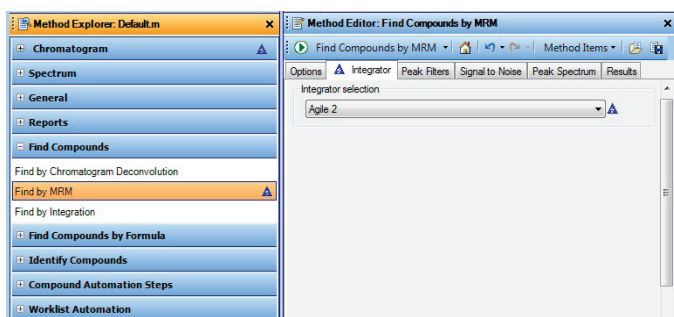 Method Explorer: Default.m
Chromatogram
Spectrum
General
Reports
Find Compounds
Find by Chromatogram Deconvolution
Find by MRM
Find by Integration
Find Compounds by Formula
Identify Compounds
Compound Automation Steps
Worklist Automation
Method Editor: Find Compounds by MRM
Find Compounds by MRM Method Items
Options Integrator Peak Filters Signal to Noise Peak Spectrum Results
Integrator selection
Agile 2